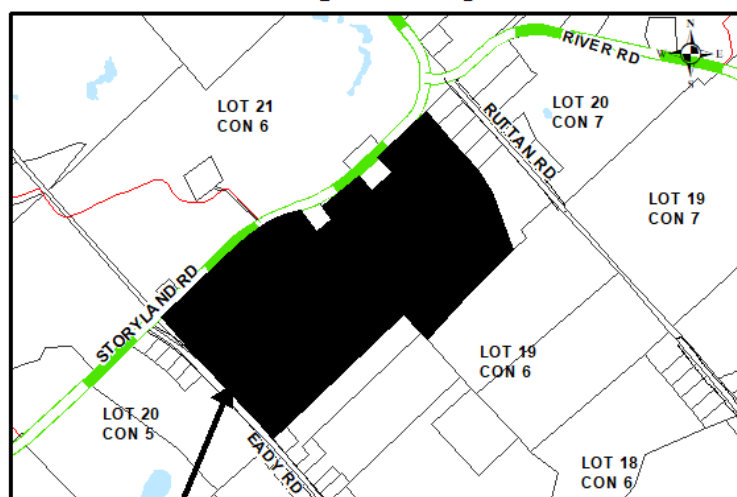 N
W E
S
RIVER RD
LOT 21
CON 6
LOT 20
CON 7
RUTTAN RD
LOT 19
CON 7
STORYLAND RD
LOT 19
CON 6
LOT 20
CON 5
EADY RD
LOT 18
CON 6